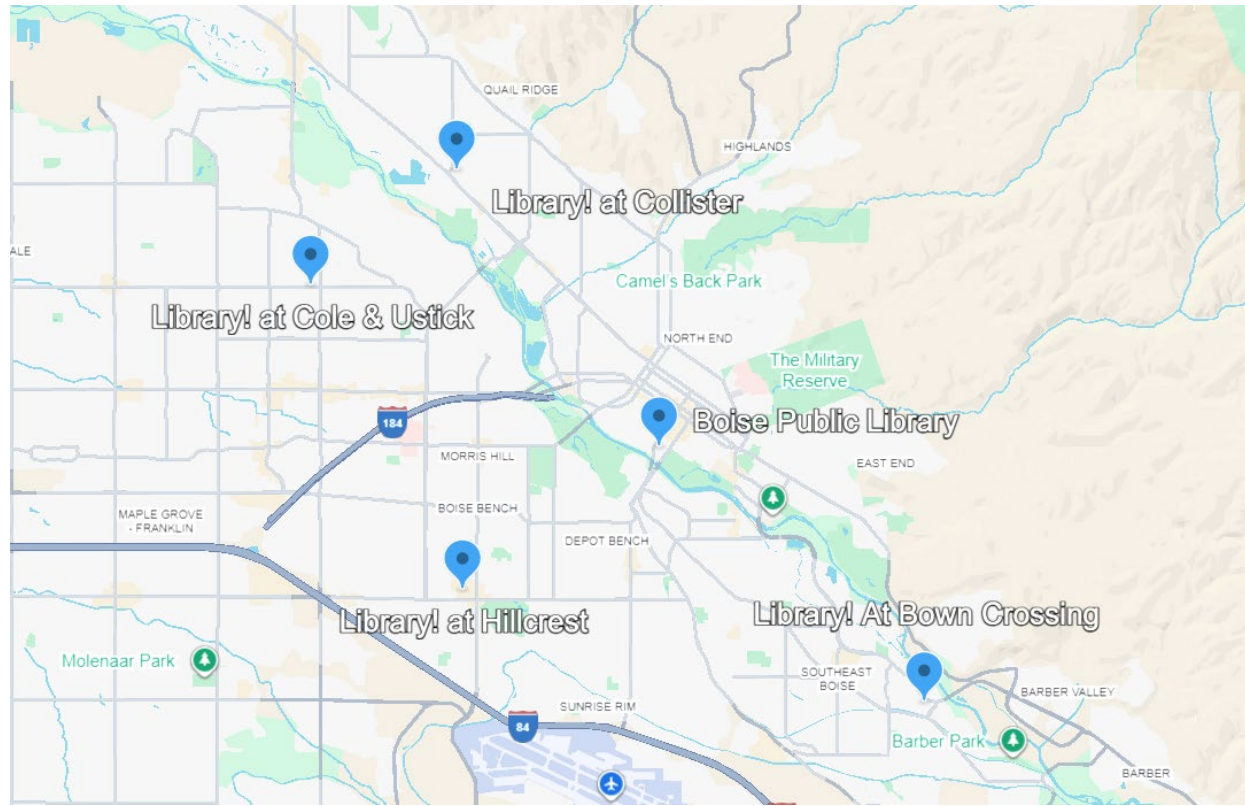 QUAIL RIDGE
HIGHLANDS
Library! at Collister
ALE
Camel's Back Park
Library! at Cole & Ustick
NORTH END
The Military
Reserve
184
Boise Public Library
MORRIS HILL
EAST END
BOISE BENCH
MAPLE GROVE
- FRANKLIN
DEPOT BENCH
Library! at Hillcrest
Library! At Bown Crossing
Molenaar Park
SOUTHEAST
BOISE
BARBER VALLEY
SUNRISE RIM
84
Barber Park
BARBER